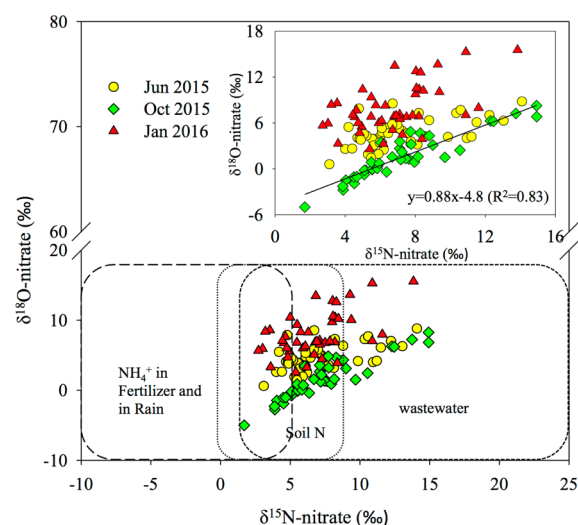 80
70
60
20
10
0
-10
δ¹⁸O-nitrate (‰)
Jun 2015
Oct 2015
Jan 2016
18
12
6
0
-6
δ¹⁸O-nitrate (‰)
y=0.88x-4.8 (R²=0.83)
0 4 8 12 16
δ¹⁵N-nitrate (‰)
NH₄⁺ in
Fertilizer and
in Rain
Soil N
wastewater
-10 -5 0 5 10 15 20 25
δ¹⁵N-nitrate (‰)